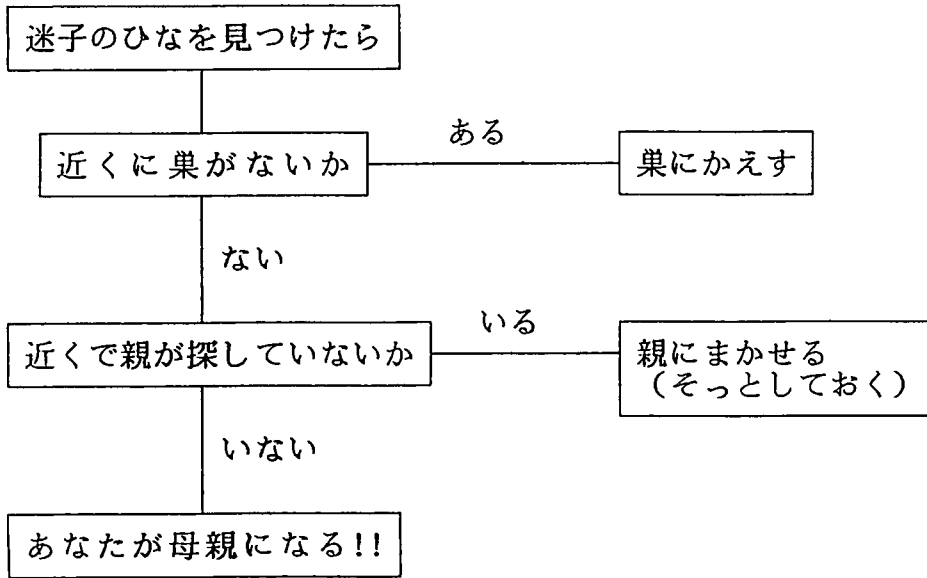 迷子のひなを見つけたら
近くに巣がないか
ある
巣にかえす
ない
近くで親が探していないか
いる
親にまかせる
（そっとしておく）
いない
あなたが母親になる!!